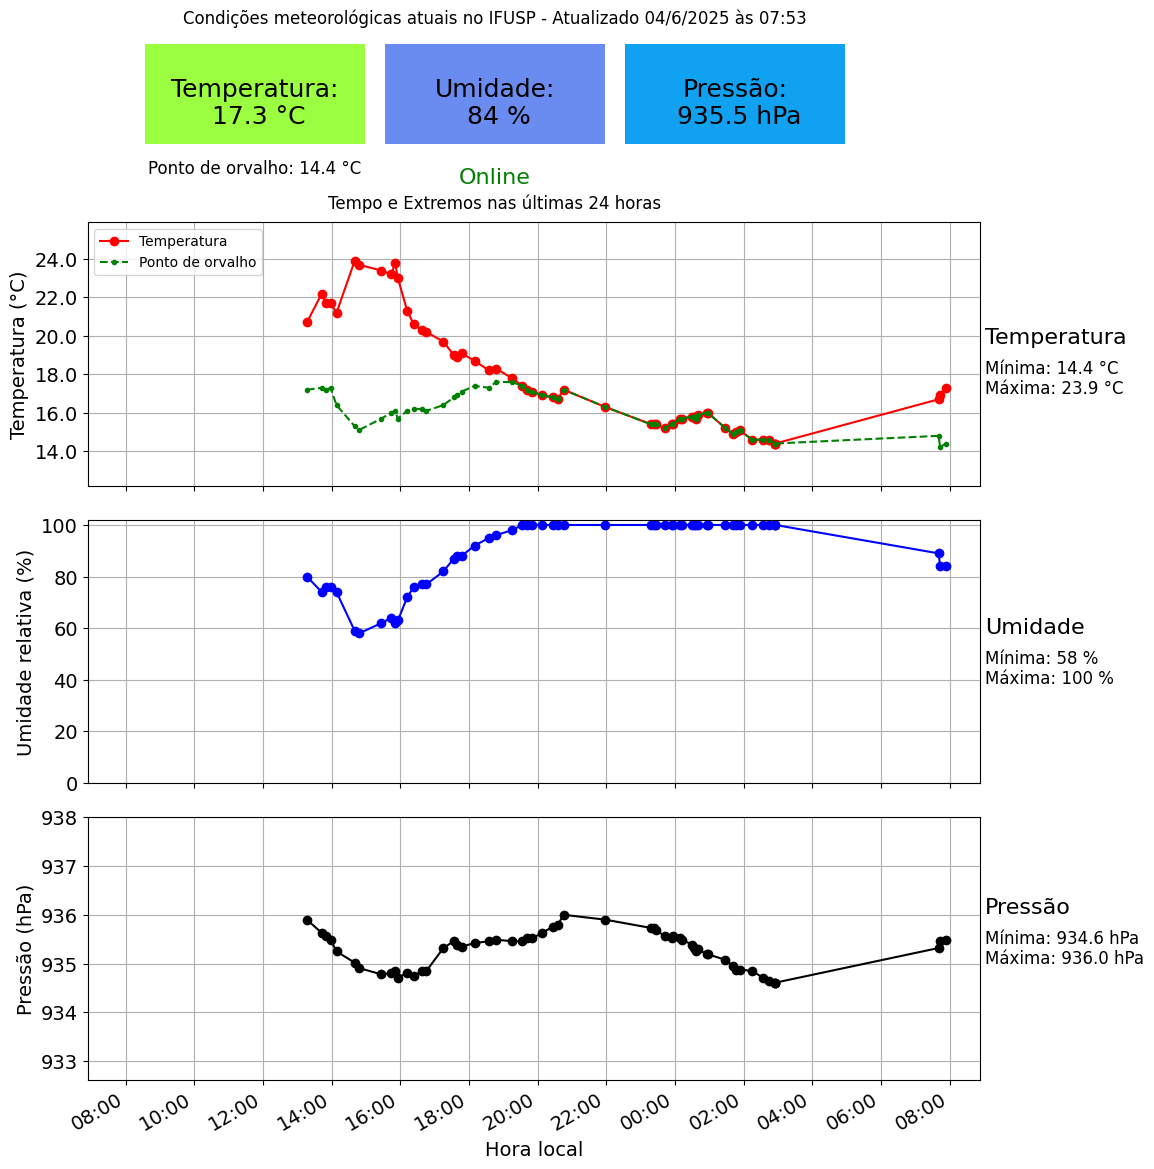 Condições meteorológicas atuais no IFUSP - Atualizado 04/6/2025 às 07:53
Temperatura:
17.3 °C
Umidade:
84 %
Pressão:
935.5 hPa
Ponto de orvalho: 14.4 °C
Online
Tempo e Extremos nas últimas 24 horas
Temperatura
Ponto de orvalho
Temperatura (°C)
24.0
22.0
20.0
18.0
16.0
14.0
Temperatura
Mínima: 14.4 °C
Máxima: 23.9 °C
Umidade relativa (%)
100
80
60
40
20
0
Umidade
Mínima: 58 %
Máxima: 100 %
Pressão (hPa)
938
937
936
935
934
933
Pressão
Mínima: 934.6 hPa
Máxima: 936.0 hPa
08:00 10:00 12:00 14:00 16:00 18:00 20:00 22:00 00:00 02:00 04:00 06:00 08:00
Hora local